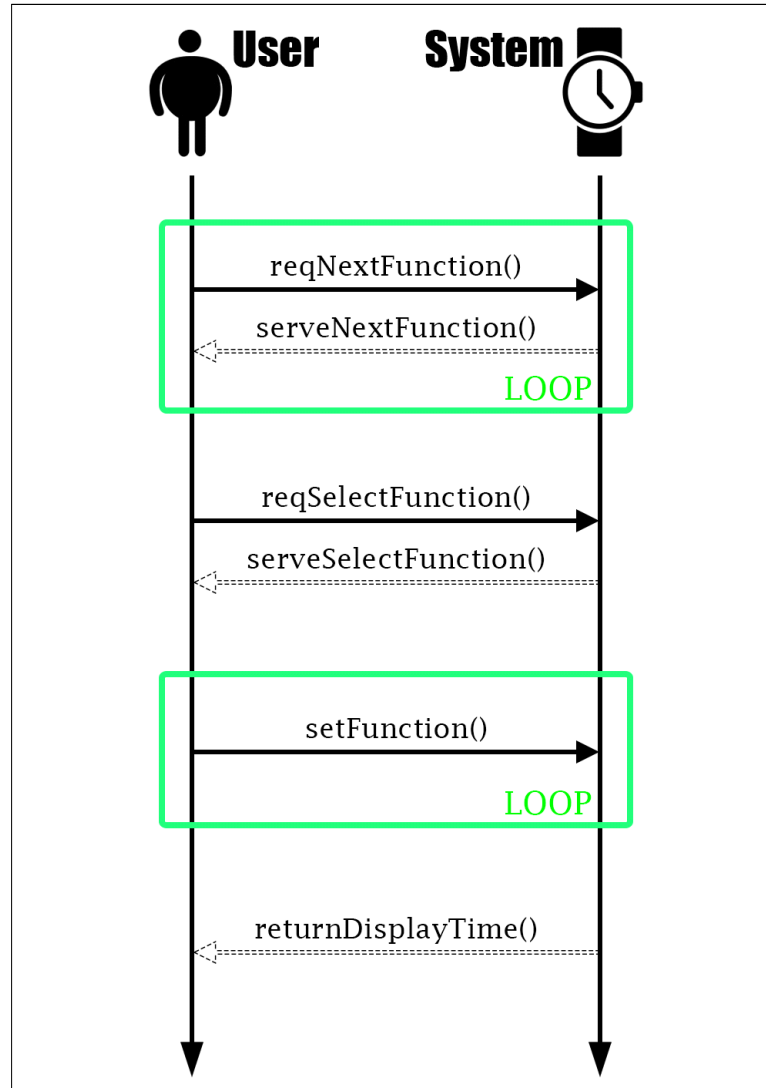 User System
reqNextFunction()
serveNextFunction()
LOOP
reqSelectFunction()
serveSelectFunction()
setFunction()
LOOP
returnDisplayTime()